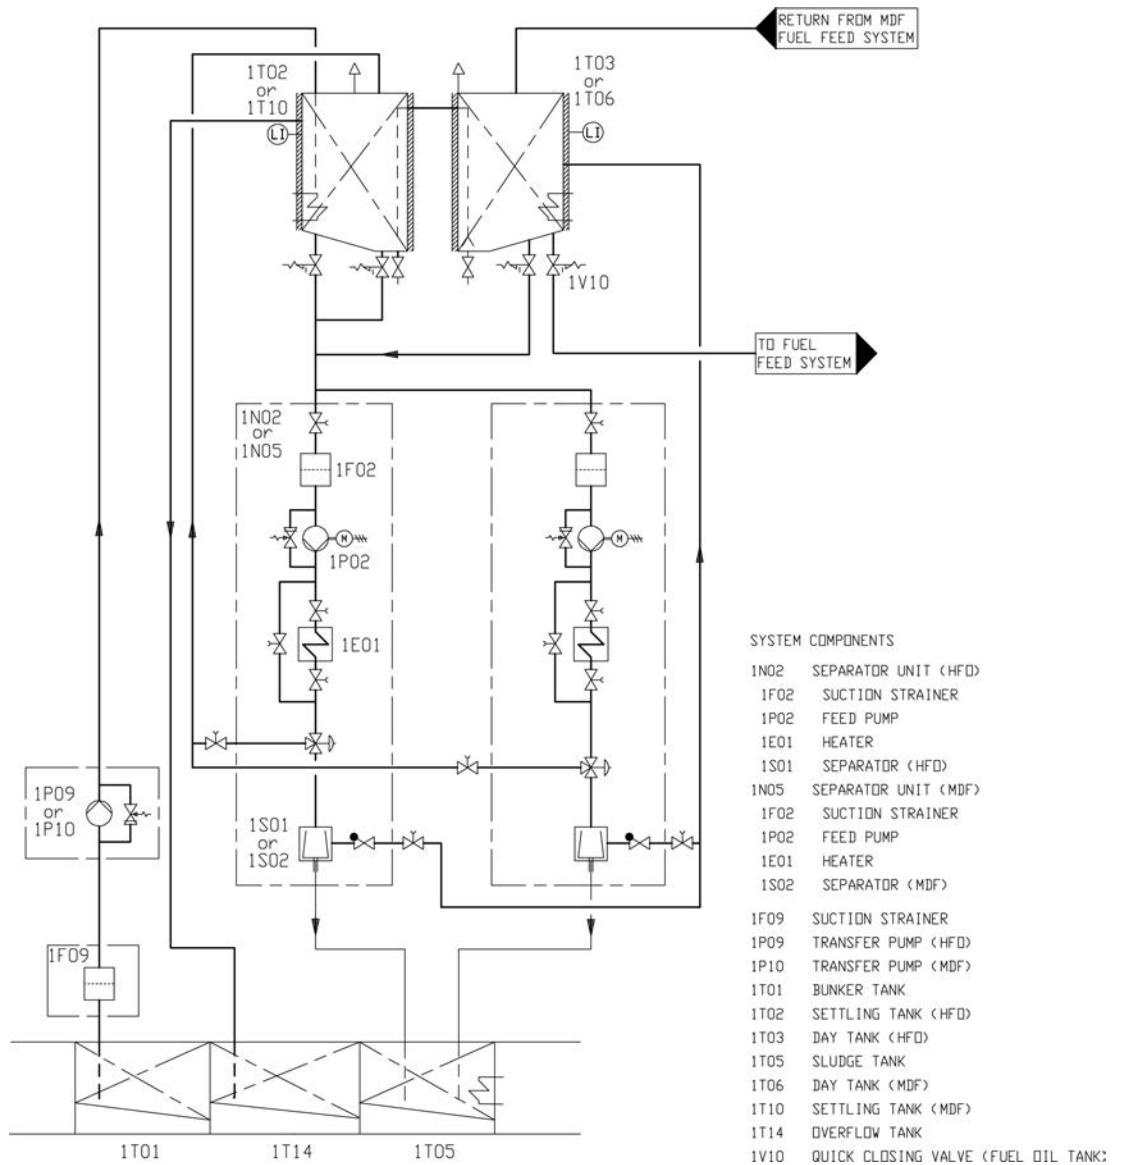 RETURN FROM MDF
FUEL FEED SYSTEM
1T02
or
1T10
1T03
or
1T06
LI
LI
1V10
TO FUEL
FEED SYSTEM
1N02
or
1N05
1F02
M
M
1P02
1E01
1P09
or
1P10
1S01
or
1S02
1F09
1T01
1T14
1T05
SYSTEM COMPONENTS
1N02 SEPARATOR UNIT (HFO)
1F02 SUCTION STRAINER
1P02 FEED PUMP
1E01 HEATER
1S01 SEPARATOR (HFO)
1N05 SEPARATOR UNIT (MDF)
1F02 SUCTION STRAINER
1P02 FEED PUMP
1E01 HEATER
1S02 SEPARATOR (MDF)
1F09 SUCTION STRAINER
1P09 TRANSFER PUMP (HFO)
1P10 TRANSFER PUMP (MDF)
1T01 BUNKER TANK
1T02 SETTLING TANK (HFO)
1T03 DAY TANK (HFO)
1T05 SLUDGE TANK
1T06 DAY TANK (MDF)
1T10 SETTLING TANK (MDF)
1T14 OVERFLOW TANK
1V10 QUICK CLOSING VALVE (FUEL OIL TANK)